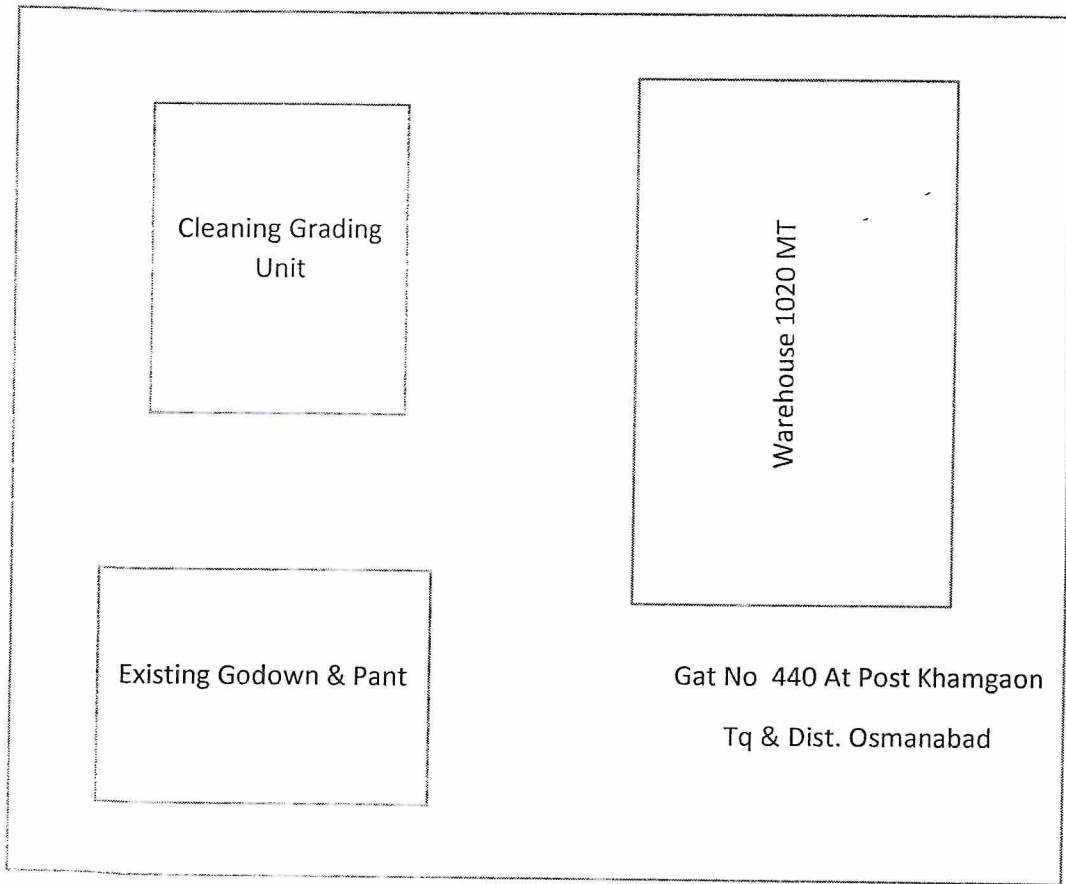 Cleaning Grading
Unit
Warehouse 1020 MT
Existing Godown & Pant
Gat No 440 At Post Khamgaon
Tq & Dist. Osmanabad